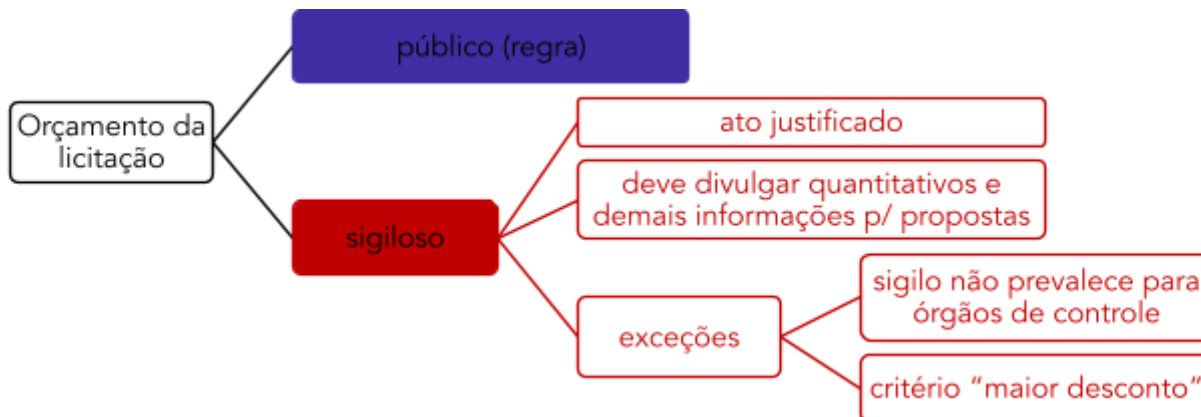 público (regra)
Orçamento da
licitação
ato justificado
deve divulgar quantitativos e
demais informações p/ propostas
sigiloso
sigilo não prevalece para
órgãos de controle
exceções
critério “maior desconto”